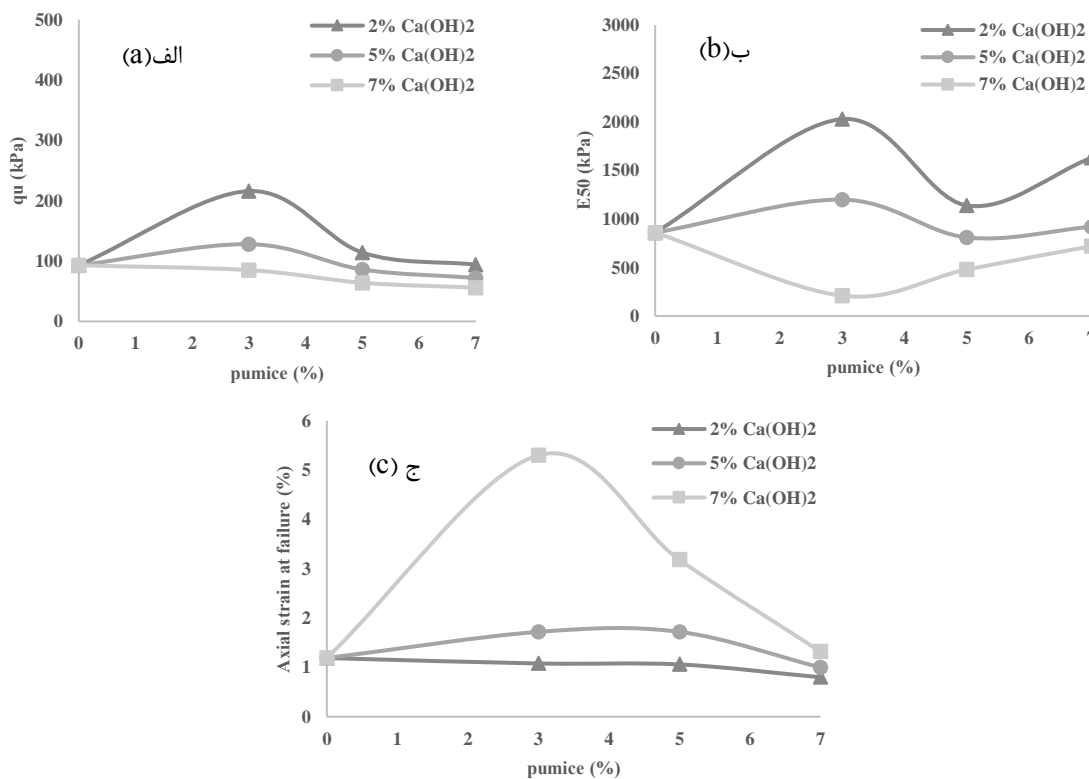 500
400
300
200
100
0
qu (kPa)
الف(a)
2% Ca(OH)2
5% Ca(OH)2
7% Ca(OH)2
0 1 2 3 4 5 6 7
pumice (%)
3000
2500
2000
1500
1000
500
0
E50 (kPa)
ب(b)
2% Ca(OH)2
5% Ca(OH)2
7% Ca(OH)2
0 1 2 3 4 5 6 7
pumice (%)
6
5
4
3
2
1
0
Axial strain at failure (%)
ج (c)
2% Ca(OH)2
5% Ca(OH)2
7% Ca(OH)2
0 1 2 3 4 5 6 7
pumice (%)